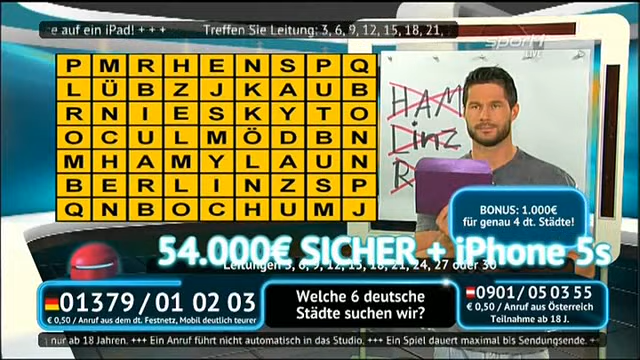 e auf ein iPad! + + +
Treffen Sie Leitung: 3, 6, 9, 12, 15, 18, 21,
sport1
LIVE
P M R H E N S P Q
L Ü B Z J K A U B
R N I E S K Y T O
O C U L M Ö D B N
M H A M Y L A U N
B E R L I N Z S P
Q N B O C H U M J
HAM
Linz
BONUS: 1.000€
für genau 4 dt. Städte!
54.000€ SICHER + iPhone 5s
Leitungen 3, 6, 9, 12, 15, 18, 21, 24, 27 oder 30
01379/01 02 03
€ 0,50 / Anruf aus dem dt. Festnetz, Mobil deutlich teurer
Welche 6 deutsche
Städte suchen wir?
0901/05 03 55
€ 0,50 / Anruf aus Österreich
Teilnahme ab 18 J.
nur ab 18 Jahren. +++ Ein Anruf führt nicht automatisch in das Studio. +++ Ein Spiel dauert maximal bis Sendungsende. +++